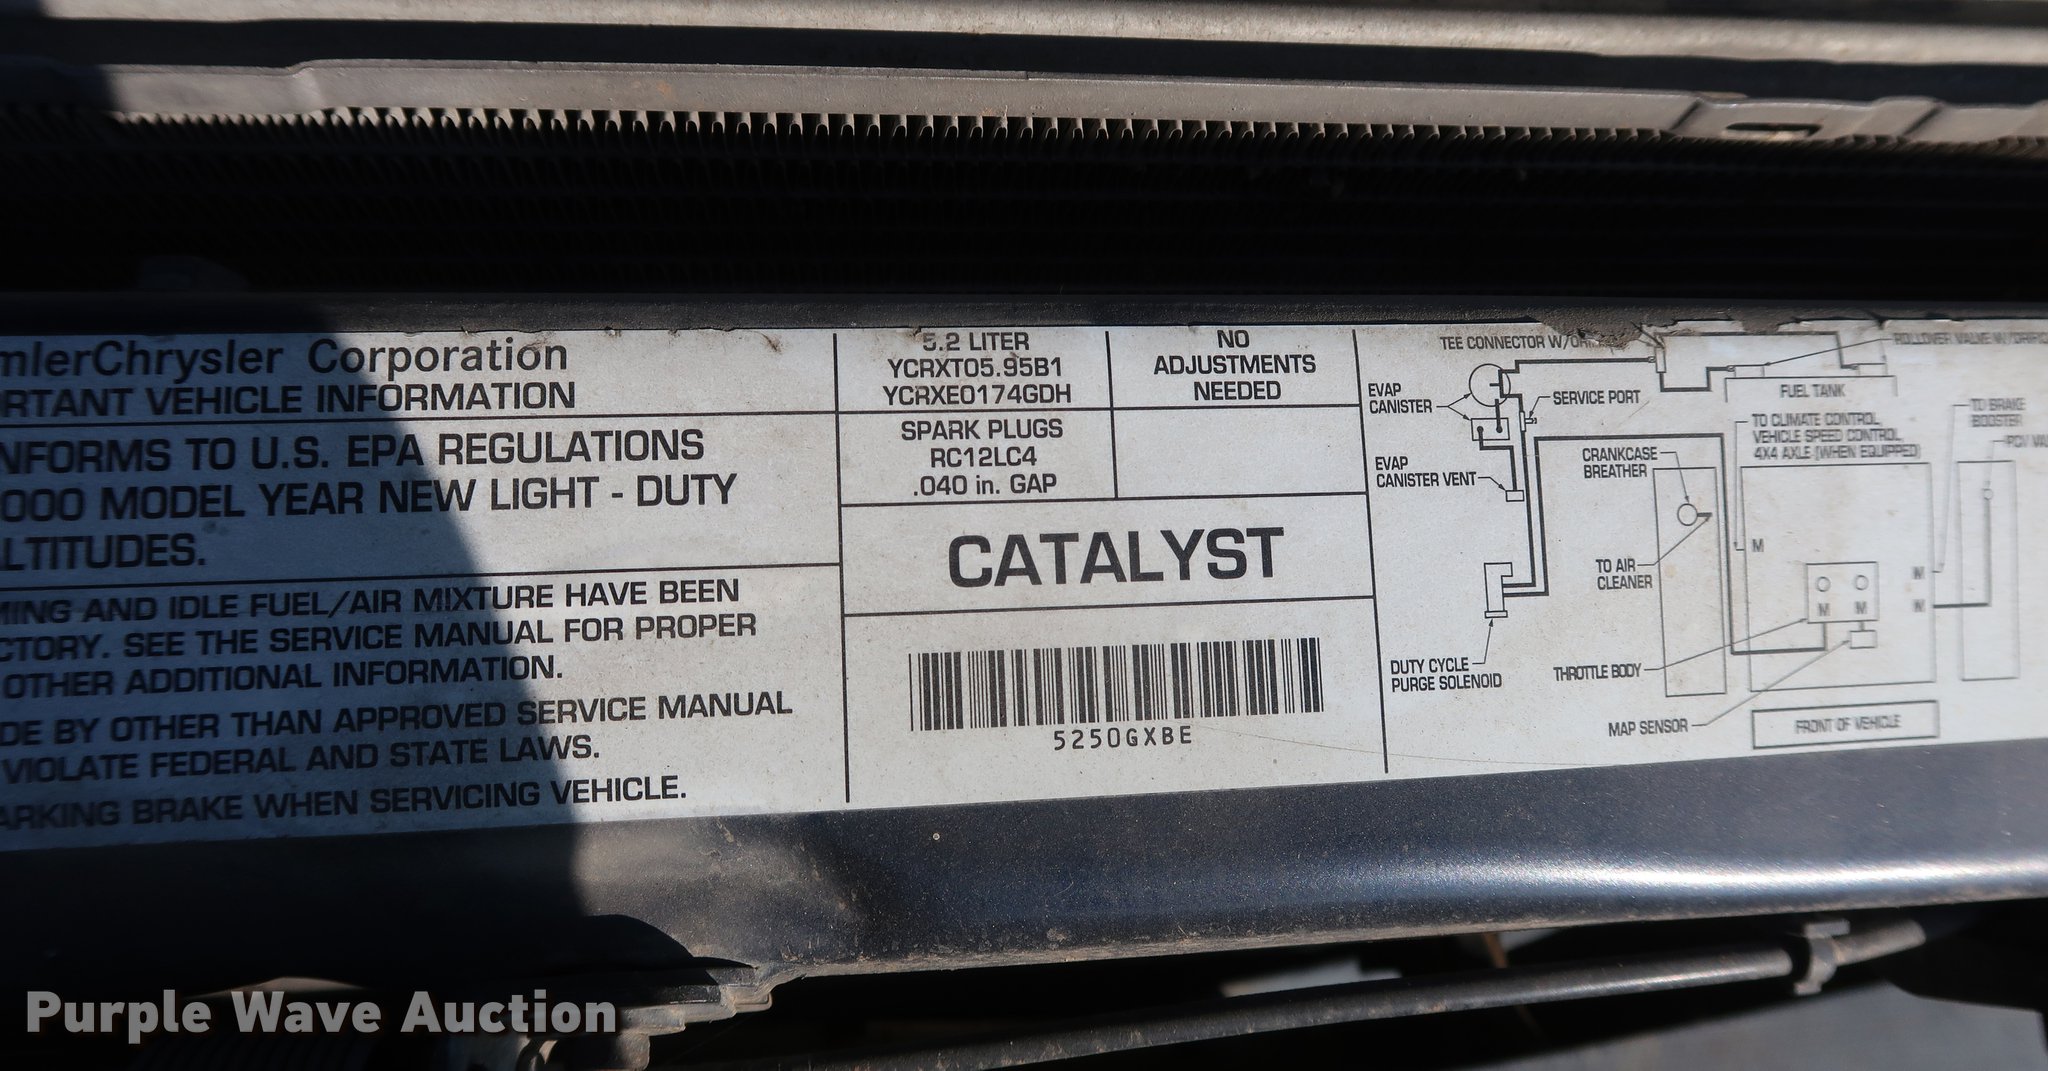 mlerChrysler Corporation
ORTANT VEHICLE INFORMATION
NFORMS TO U.S. EPA REGULATIONS
000 MODEL YEAR NEW LIGHT - DUTY
LTITUDES.
MING AND IDLE FUEL/AIR MIXTURE HAVE BEEN
CTORY. SEE THE SERVICE MANUAL FOR PROPER
OTHER ADDITIONAL INFORMATION.
DE BY OTHER THAN APPROVED SERVICE MANUAL
VIOLATE FEDERAL AND STATE LAWS.
ARKING BRAKE WHEN SERVICING VEHICLE.
5.2 LITER
YCRXT05.95B1
YCRXE0174GDH
NO
ADJUSTMENTS
NEEDED
SPARK PLUGS
RC12LC4
.040 in. GAP
CATALYST
5250GXBE
TEE CONNECTOR
ROLLOVER VALVE
FUEL TANK
EVAP
CANISTER
SERVICE PORT
TO CLIMATE CONTROL,
VEHICLE SPEED CONTROL,
4X4 AXLE (WHEN EQUIPPED)
TO BRAKE
BOOSTER
PCV VAL
CRANKCASE
BREATHER
EVAP
CANISTER VENT
M
TO AIR
CLEANER
M
M M
M
DUTY CYCLE
PURGE SOLENOID
THROTTLE BODY
MAP SENSOR
FRONT OF VEHICLE
Purple Wave Auction